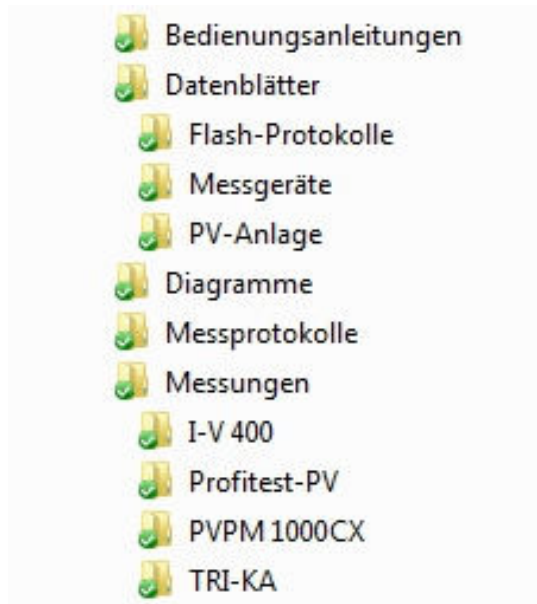 Bedienungsanleitungen
Datenblätter
Flash-Protokolle
Messgeräte
PV-Anlage
Diagramme
Messprotokolle
Messungen
I-V 400
Profitest-PV
PVPM 1000CX
TRI-KA